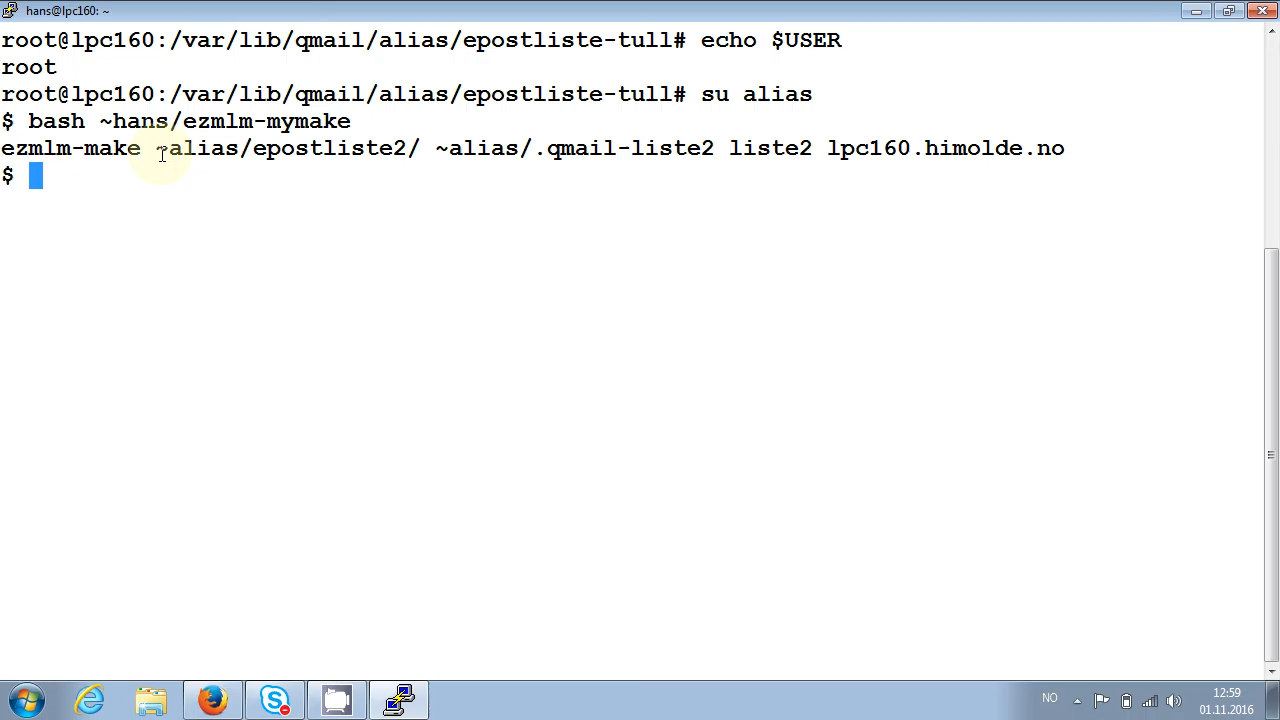 hans@lpc160: ~
root@lpc160:/var/lib/qmail/alias/epostliste-tull# echo $USER
root
root@lpc160:/var/lib/qmail/alias/epostliste-tull# su alias
$ bash ~hans/ezmlm-mymake
ezmlm-make ~alias/epostliste2/ ~alias/.qmail-liste2 liste2 lpc160.himolde.no
$
NO
12:59
01.11.2016